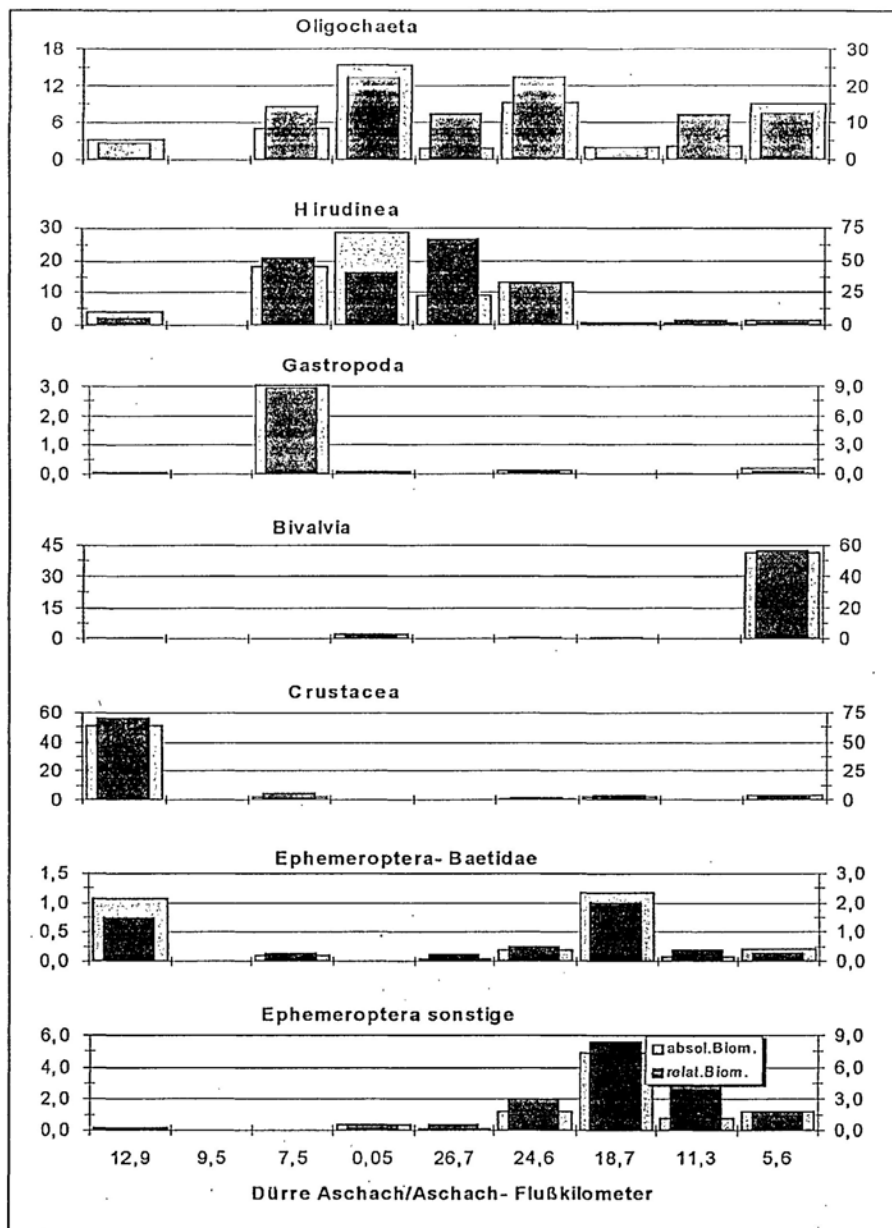 Oligochaeta
18 30
12 20
6 10
0 0
Hirudinea
30 75
20 50
10 25
0 0
Gastropoda
3,0 9,0
2,0 6,0
1,0 3,0
0,0 0,0
Bivalvia
45 60
30 40
15 20
0 0
Crustacea
60 75
40 50
20 25
0 0
Ephemeroptera- Baetidae
1,5 3,0
1,0 2,0
0,5 1,0
0,0 0,0
Ephemeroptera sonstige
6,0 9,0
absol.Biom.
4,0 6,0
rolat.Biom.
2,0 3,0
0,0 0,0
12,9 9,5 7,5 0,05 26,7 24,6 18,7 11,3 5,6
Dürre Aschach/Aschach- Flußkilometer